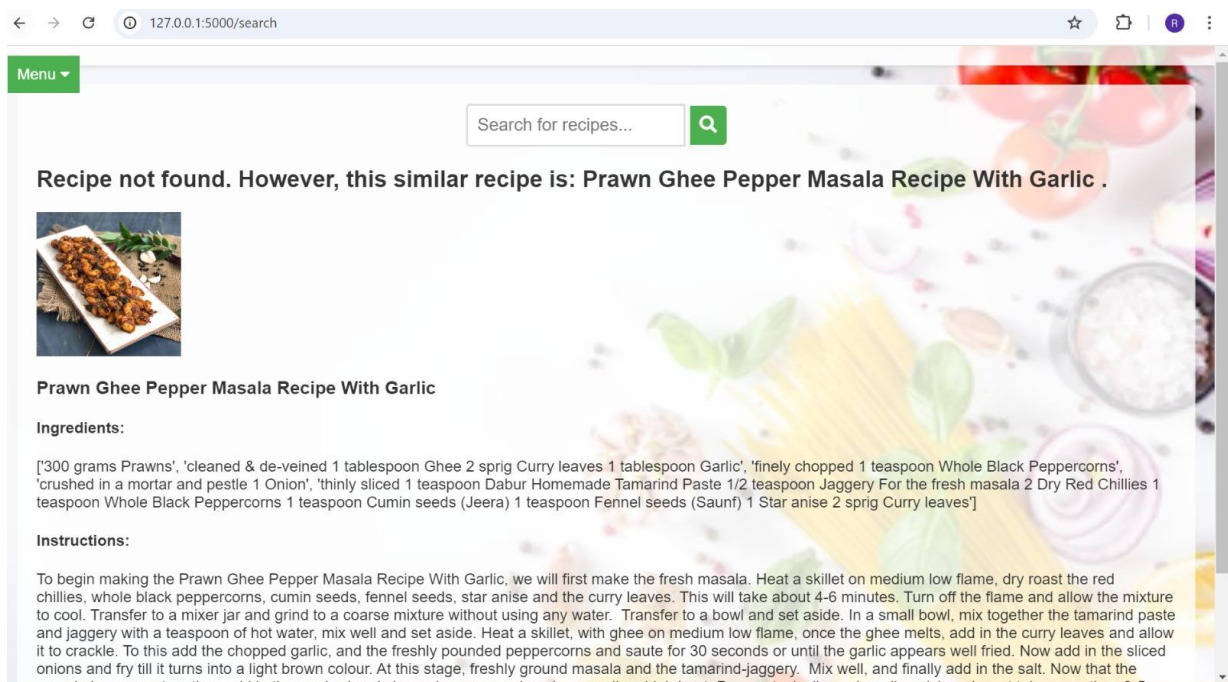 127.0.0.1:5000/search
R
Menu
Search for recipes...
Recipe not found. However, this similar recipe is: Prawn Ghee Pepper Masala Recipe With Garlic .
Prawn Ghee Pepper Masala Recipe With Garlic
Ingredients:
['300 grams Prawns', 'cleaned & de-veined 1 tablespoon Ghee 2 sprig Curry leaves 1 tablespoon Garlic', 'finely chopped 1 teaspoon Whole Black Peppercorns',
'crushed in a mortar and pestle 1 Onion', 'thinly sliced 1 teaspoon Dabur Homemade Tamarind Paste 1/2 teaspoon Jaggery For the fresh masala 2 Dry Red Chillies 1
teaspoon Whole Black Peppercorns 1 teaspoon Cumin seeds (Jeera) 1 teaspoon Fennel seeds (Saunf) 1 Star anise 2 sprig Curry leaves']
Instructions:
To begin making the Prawn Ghee Pepper Masala Recipe With Garlic, we will first make the fresh masala. Heat a skillet on medium low flame, dry roast the red
chillies, whole black peppercorns, cumin seeds, fennel seeds, star anise and the curry leaves. This will take about 4-6 minutes. Turn off the flame and allow the mixture
to cool. Transfer to a mixer jar and grind to a coarse mixture without using any water. Transfer to a bowl and set aside. In a small bowl, mix together the tamarind paste
and jaggery with a teaspoon of hot water, mix well and set aside. Heat a skillet, with ghee on medium low flame, once the ghee melts, add in the curry leaves and allow
it to crackle. To this add the chopped garlic, and the freshly pounded peppercorns and saute for 30 seconds or until the garlic appears well fried. Now add in the sliced
onions and fry till it turns into a light brown colour. At this stage, freshly ground masala and the tamarind-jaggery. Mix well, and finally add in the salt. Now that the